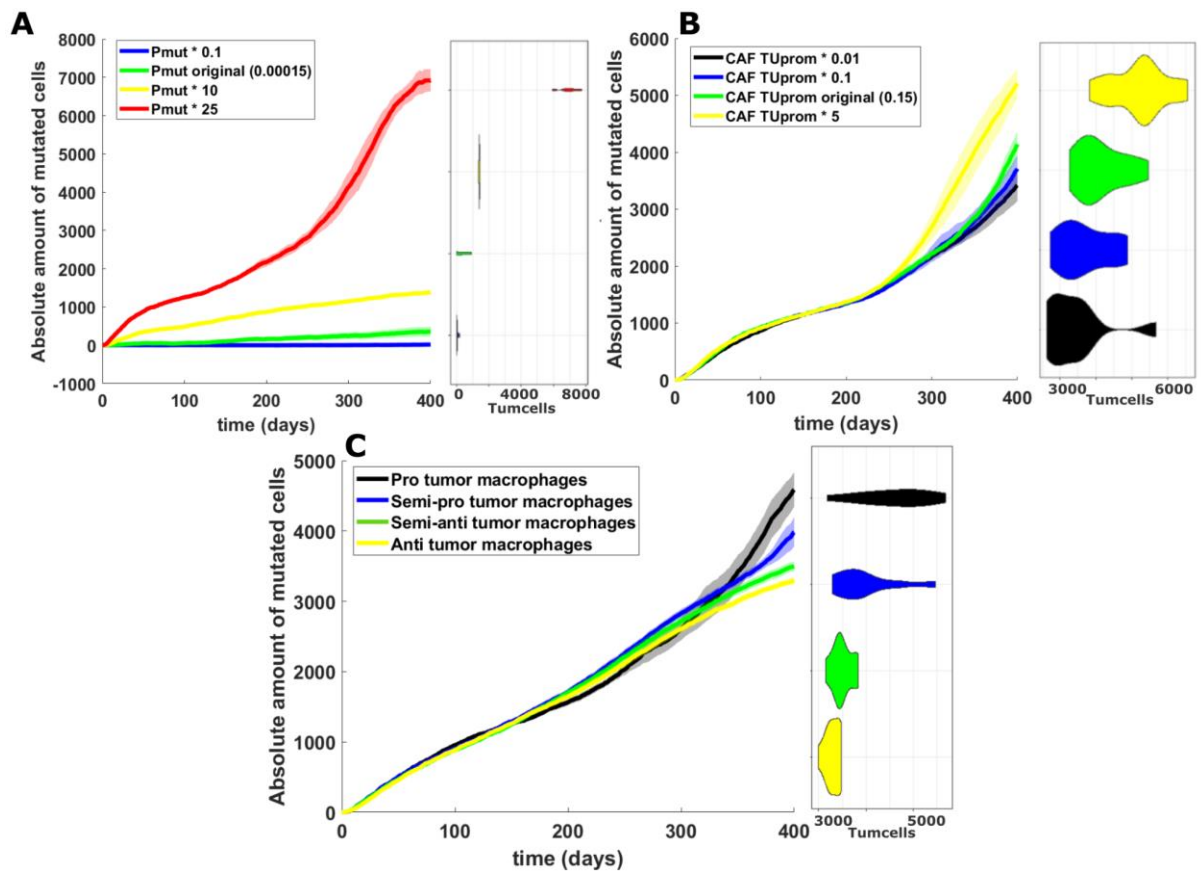 A
Absolute amount of mutated cells
8000
7000
6000
5000
4000
3000
2000
1000
0
-1000
Pmut * 0.1
Pmut original (0.00015)
Pmut * 10
Pmut * 25
0 100 200 300 400
time (days)
0 4000 8000
Tumcells
B
Absolute amount of mutated cells
6000
5000
4000
3000
2000
1000
0
CAF TUprom * 0.01
CAF TUprom * 0.1
CAF TUprom original (0.15)
CAF TUprom * 5
0 100 200 300 400
time (days)
3000 6000
Tumcells
C
Absolute amount of mutated cells
5000
4000
3000
2000
1000
0
Pro tumor macrophages
Semi-pro tumor macrophages
Semi-anti tumor macrophages
Anti tumor macrophages
0 100 200 300 400
time (days)
3000 5000
Tumcells